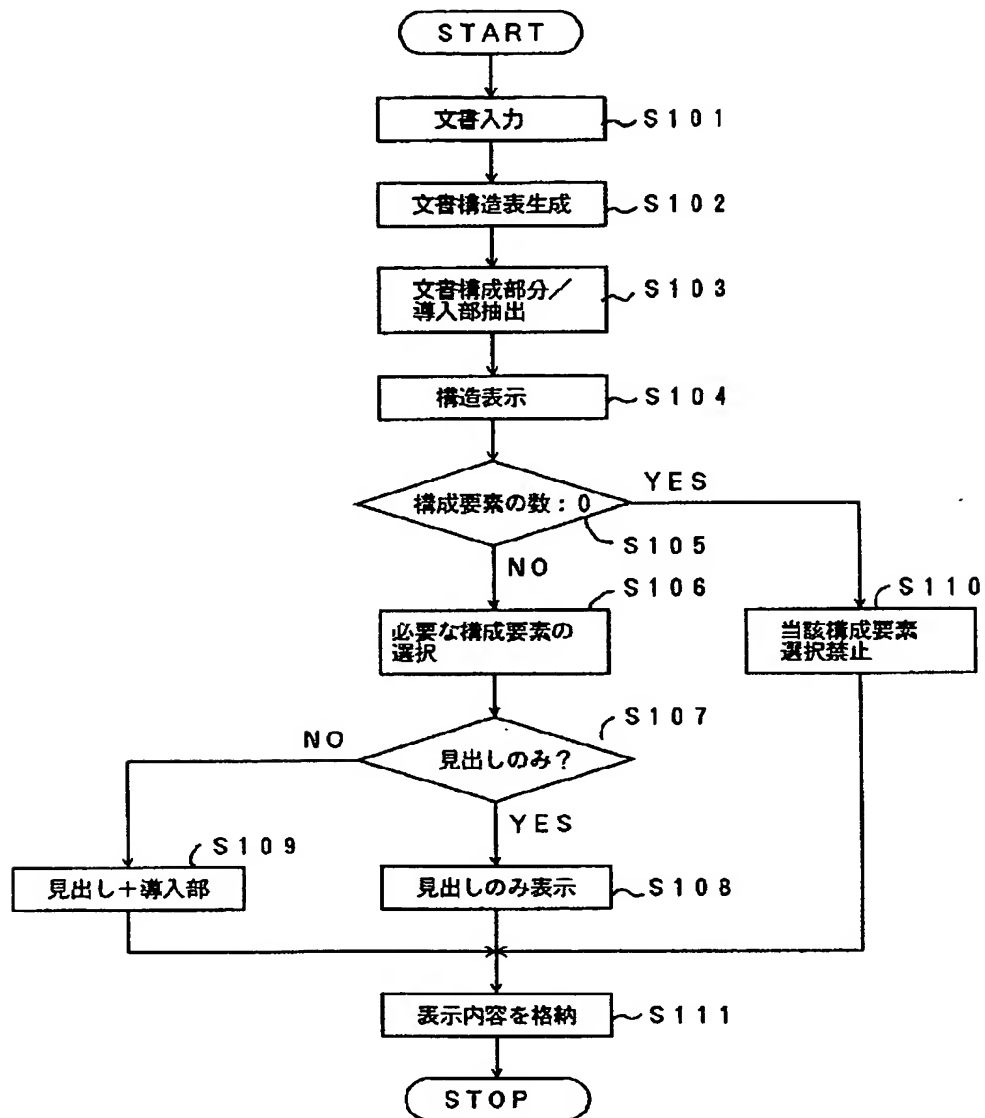 START
文書入力
S101
文書構造表生成
S102
文書構成部分／
導入部抽出
S103
構造表示
S104
構成要素の数：0
YES
S105
NO
S106
必要な構成要素の
選択
S110
当該構成要素
選択禁止
S107
NO
見出しのみ？
YES
S109
見出し＋導入部
見出しのみ表示
S108
表示内容を格納
S111
STOP